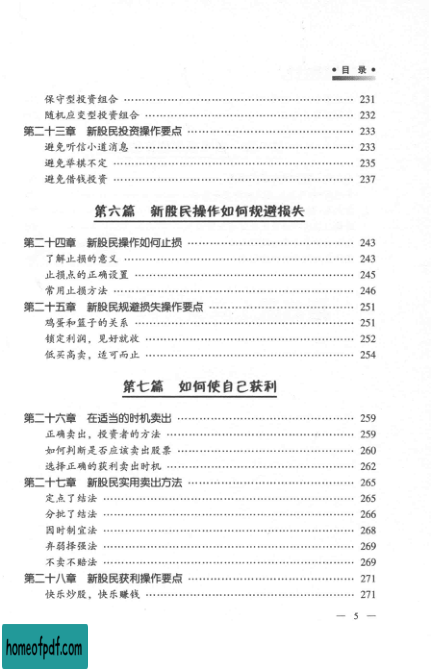 • 目 录 •
保守型投资组合 …………………………………………… 231
随机应变型投资组合 …………………………………………… 232
第二十三章 新股民投资操作要点 …………………………………………… 233
避免听信小道消息 …………………………………………… 233
避免举棋不定 …………………………………………… 235
避免借钱投资 …………………………………………… 237
第六篇 新股民操作如何规避损失
第二十四章 新股民操作如何止损 …………………………………………… 243
了解止损的意义 …………………………………………… 243
止损点的正确设置 …………………………………………… 245
常用止损方法 …………………………………………… 246
第二十五章 新股民规避损失操作要点 …………………………………………… 251
鸡蛋和篮子的关系 …………………………………………… 251
锁定利润，见好就收 …………………………………………… 252
低买高卖，适可而止 …………………………………………… 254
第七篇 如何使自己获利
第二十六章 在适当的时机卖出 …………………………………………… 259
正确卖出，投资者的方法 …………………………………………… 259
如何判断是否应该卖出股票 …………………………………………… 260
选择正确的获利卖出时机 …………………………………………… 262
第二十七章 新股民实用卖出方法 …………………………………………… 265
定点了结法 …………………………………………… 265
分批了结法 …………………………………………… 266
因时制宜法 …………………………………………… 268
弃弱择强法 …………………………………………… 269
不卖不赔法 …………………………………………… 269
第二十八章 新股民获利操作要点 …………………………………………… 271
快乐炒股，快乐赚钱 …………………………………………… 271
— 5 —
homeofpdf.com